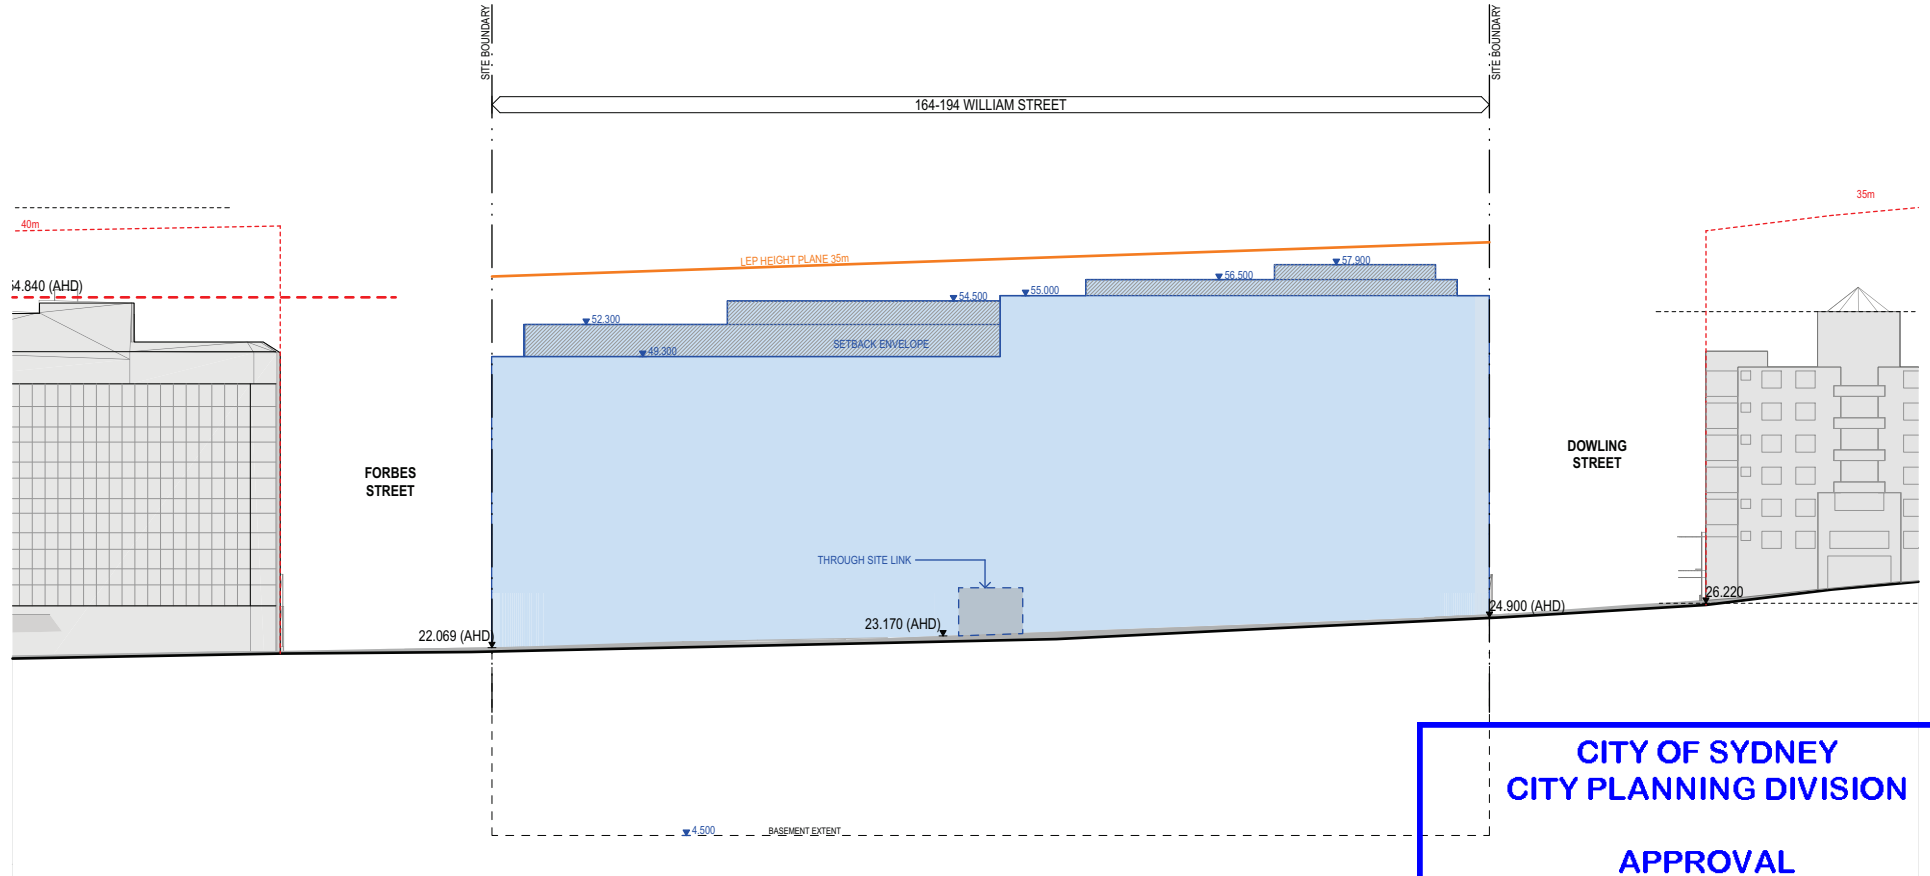 SITE BOUNDARY
SITE BOUNDARY
164-194 WILLIAM STREET
40m
35m
LEP HEIGHT PLANE 35m
57.900
56.500
4.840 (AHD)
54.500
55.000
52.300
49.300
SETBACK ENVELOPE
FORBES
STREET
DOWLING
STREET
THROUGH SITE LINK
22.069 (AHD)
23.170 (AHD)
24.900 (AHD)
26.220
4.500
BASEMENT EXTENT
CITY OF SYDNEY
CITY PLANNING DIVISION
APPROVAL